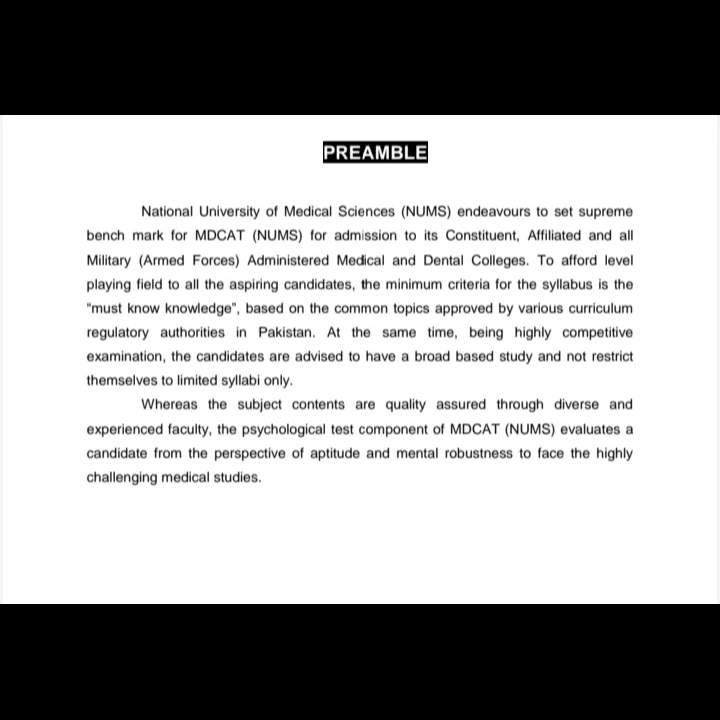 PREAMBLE
National University of Medical Sciences (NUMS) endeavours to set supreme
bench mark for MDCAT (NUMS) for admission to its Constituent, Affiliated and all
Military (Armed Forces) Administered Medical and Dental Colleges. To afford level
playing field to all the aspiring candidates, the minimum criteria for the syllabus is the
"must know knowledge", based on the common topics approved by various curriculum
regulatory authorities in Pakistan. At the same time, being highly competitive
examination, the candidates are advised to have a broad based study and not restrict
themselves to limited syllabi only.
Whereas the subject contents are quality assured through diverse and
experienced faculty, the psychological test component of MDCAT (NUMS) evaluates a
candidate from the perspective of aptitude and mental robustness to face the highly
challenging medical studies.